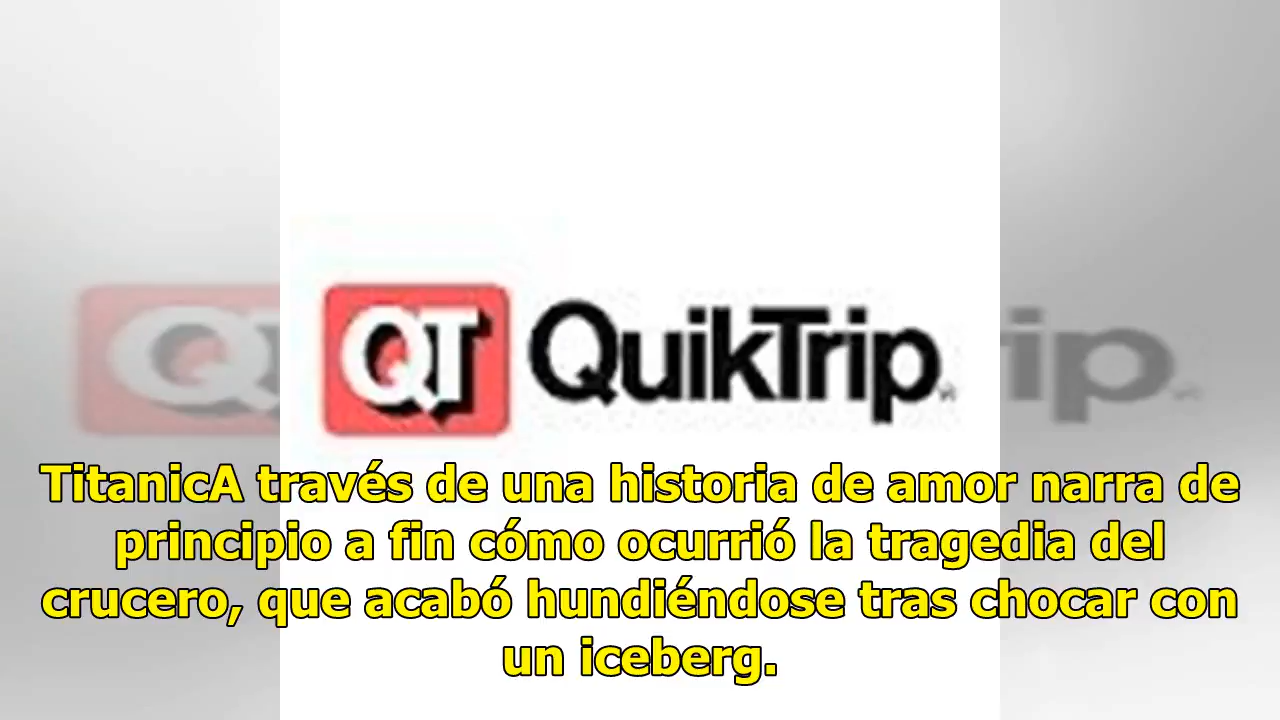 QT QuikTrip
TitanicA través de una historia de amor narra de
principio a fin cómo ocurrió la tragedia del
crucero, que acabó hundiéndose tras chocar con
un iceberg.